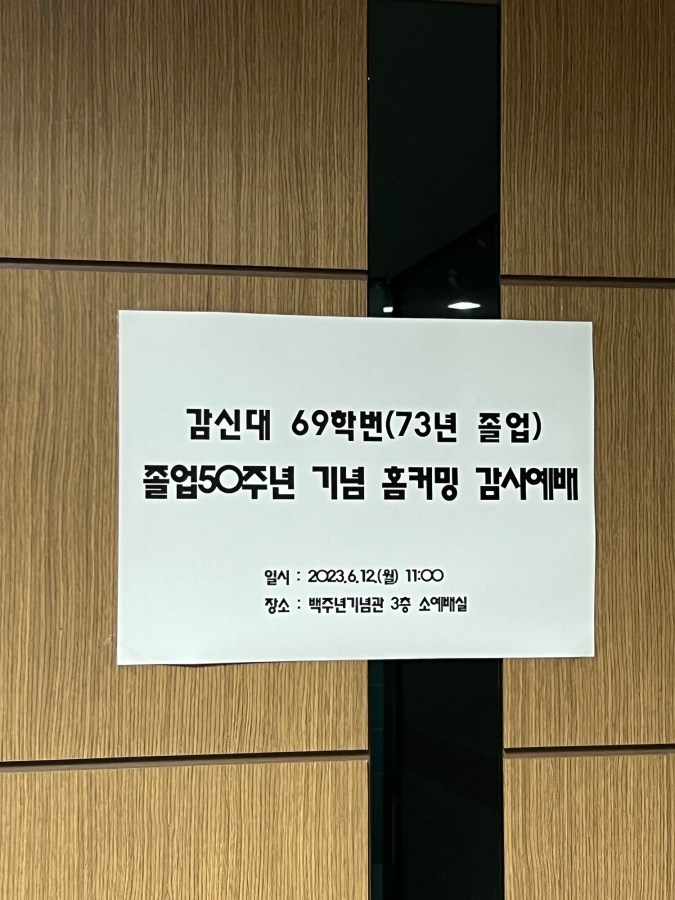 감신대 69학번(73년 졸업)
졸업50주년 기념 홈커밍 감사예배
일시 : 2023.6.12.(월) 11:00
장소 : 백주년기념관 3층 소예배실